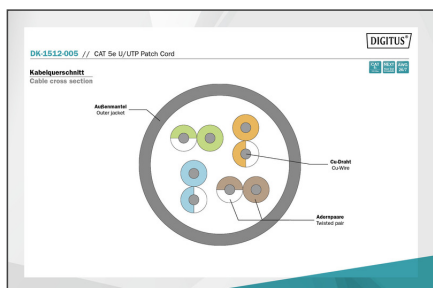 DIGITUS®
DK-1512-005 // CAT 5e U/UTP Patch Cord
Kabelquerschnitt
Cable cross section
Außenmantel
Outer jacket
Cu-Draht
Cu-Wire
Adernpaare
Twisted pair